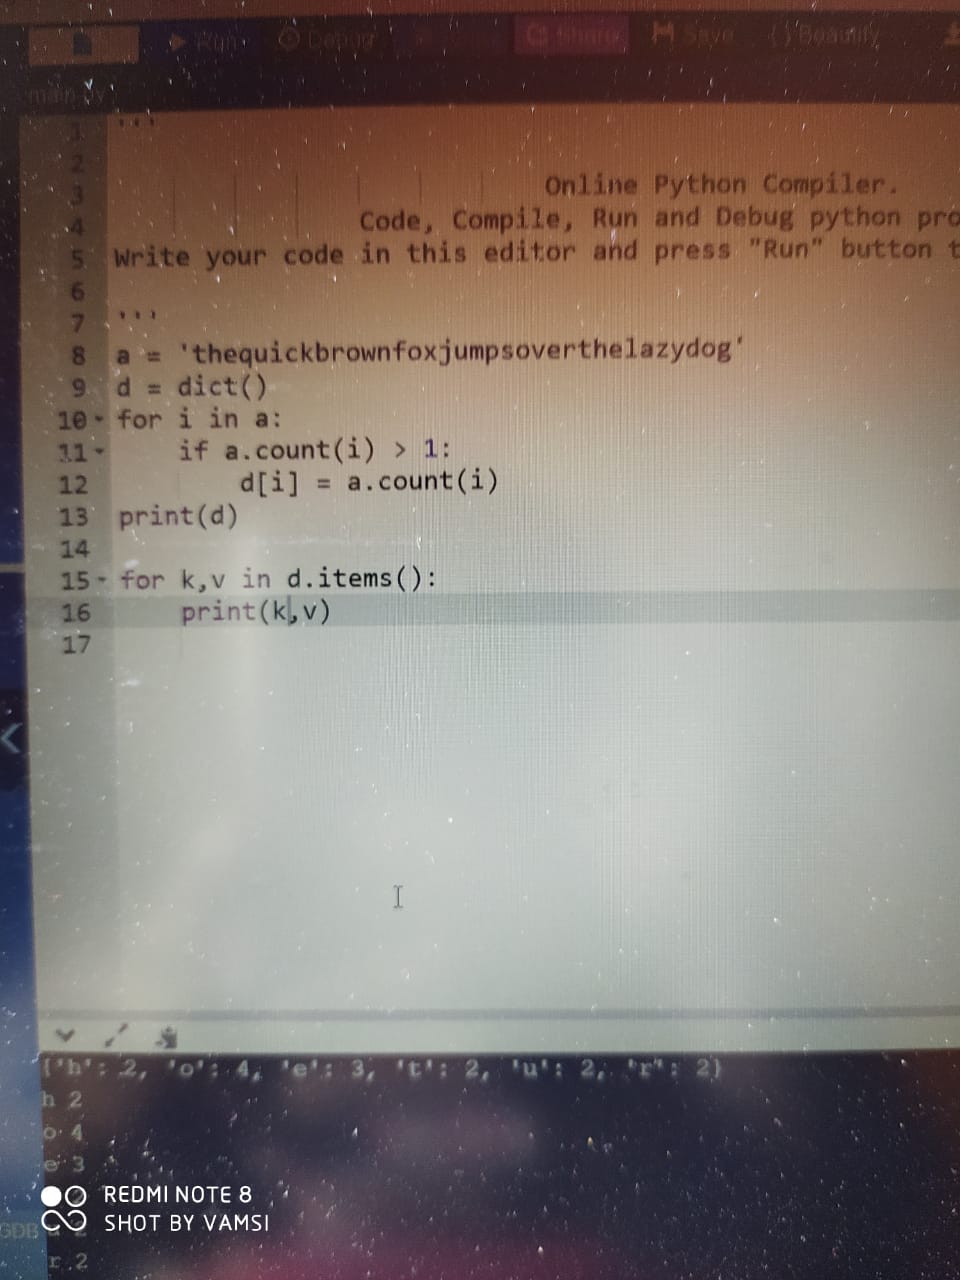 Run
Debug
Share
Save
{ } Beautify
main.py
1 '''
2
3 Online Python Compiler.
4 Code, Compile, Run and Debug python pro
5 Write your code in this editor and press "Run" button t
6
7 '''
8 a = 'thequickbrownfoxjumpsoverthelazydog'
9 d = dict()
10 for i in a:
11 if a.count(i) > 1:
12 d[i] = a.count(i)
13 print(d)
14
15 for k,v in d.items():
16 print(k,v)
17
{'h': 2, 'o': 4, 'e': 3, 't': 2, 'u': 2, 'r': 2}
h 2
o 4
e 3
REDMI NOTE 8
SHOT BY VAMSI
GDB
r 2